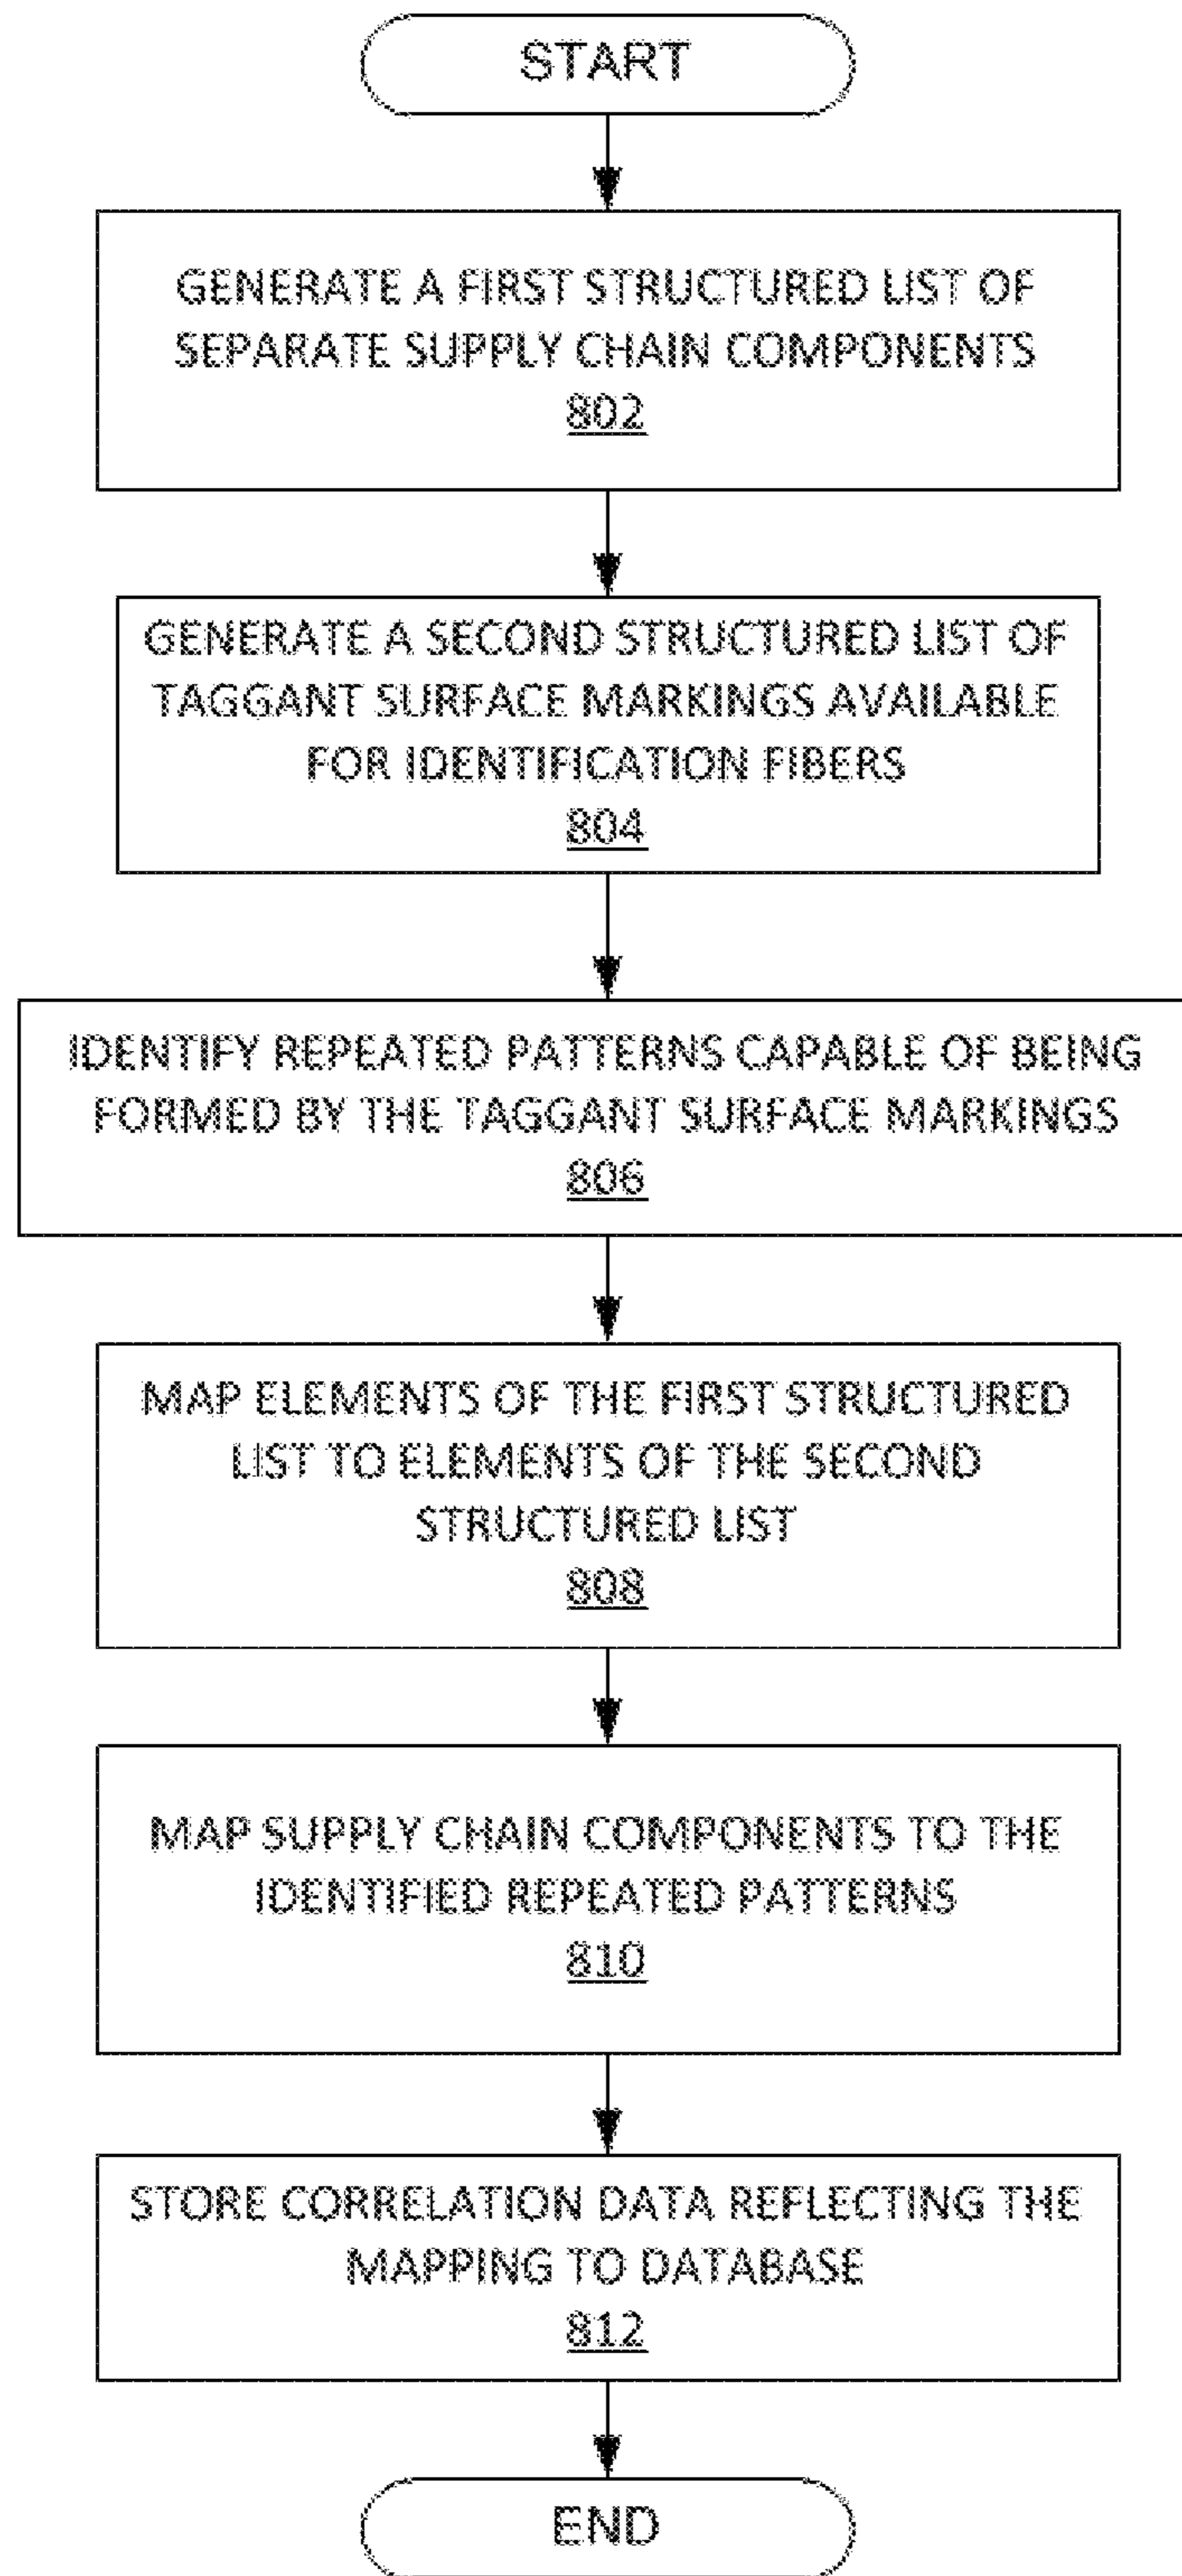 START
GENERATE A FIRST STRUCTURED LIST OF
SEPARATE SUPPLY CHAIN COMPONENTS
802
GENERATE A SECOND STRUCTURED LIST OF
TAGGANT SURFACE MARKINGS AVAILABLE
FOR IDENTIFICATION FIBERS
804
IDENTIFY REPEATED PATTERNS CAPABLE OF BEING
FORMED BY THE TAGGANT SURFACE MARKINGS
806
MAP ELEMENTS OF THE FIRST STRUCTURED
LIST TO ELEMENTS OF THE SECOND
STRUCTURED LIST
808
MAP SUPPLY CHAIN COMPONENTS TO THE
IDENTIFIED REPEATED PATTERNS
810
STORE CORRELATION DATA REFLECTING THE
MAPPING TO DATABASE
812
END